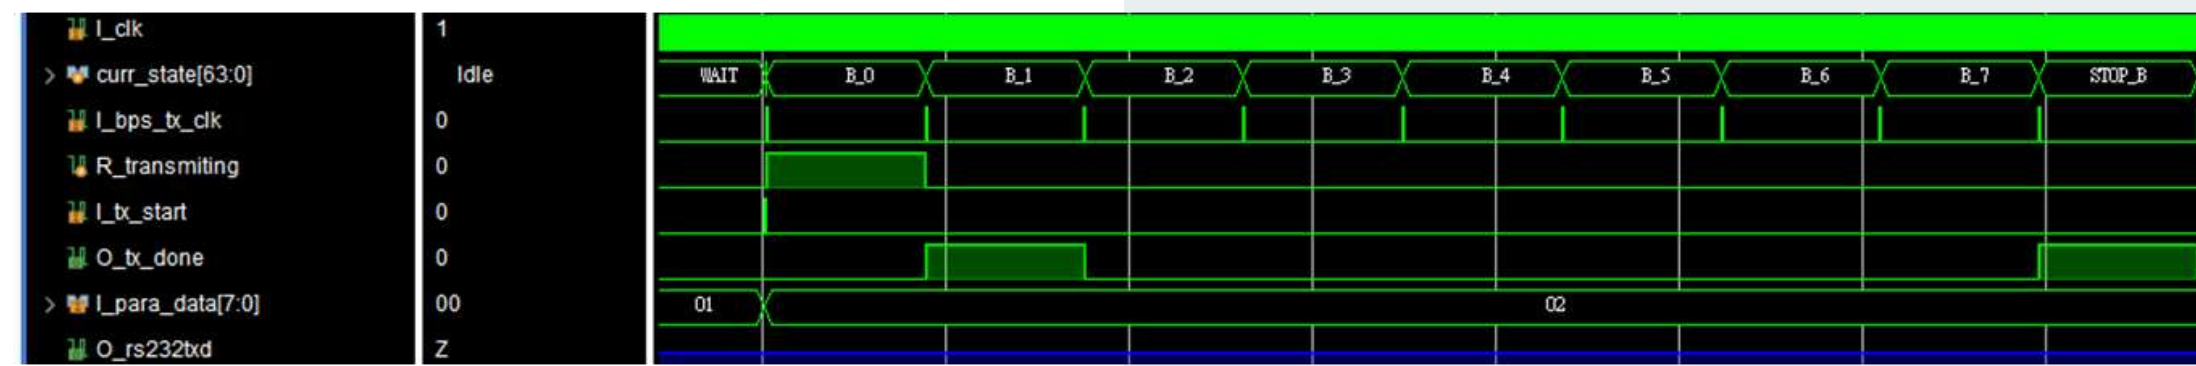 I_clk 1
curr_state[63:0] Idle WAIT B_0 B_1 B_2 B_3 B_4 B_5 B_6 B_7 STOP_B
I_bps_tx_clk 0
R_transmiting 0
I_tx_start 0
O_tx_done 0
I_para_data[7:0] 00 01 02
O_rs232txd Z